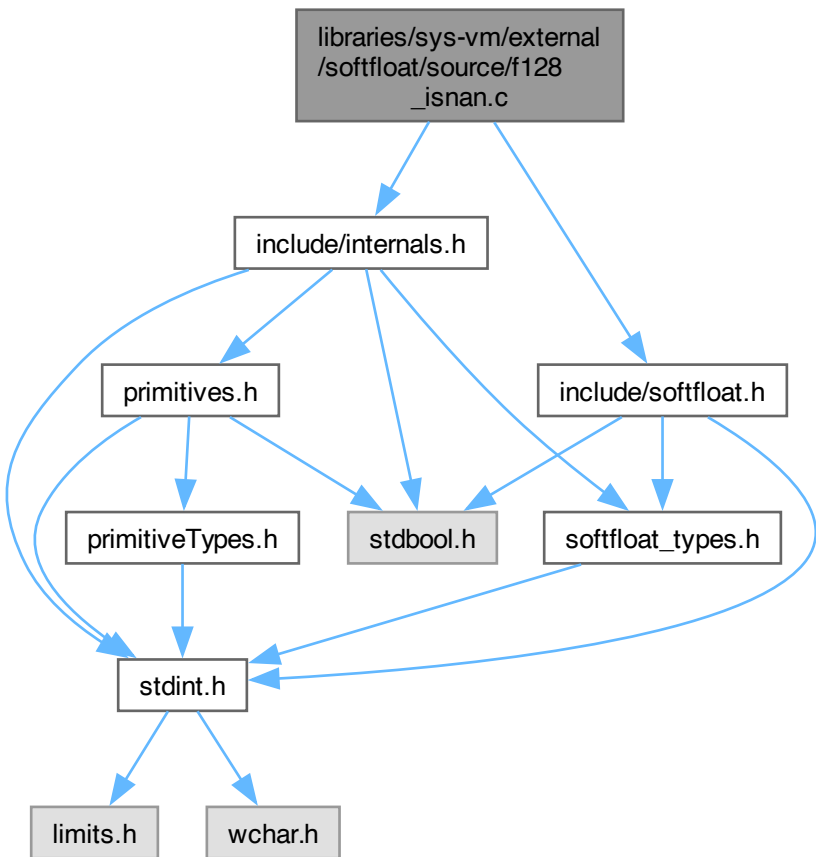 libraries/sys-vm/external
/softfloat/source/f128
_isnan.c
include/internals.h
primitives.h
include/softfloat.h
primitiveTypes.h
stdbool.h
softfloat_types.h
stdint.h
limits.h
wchar.h